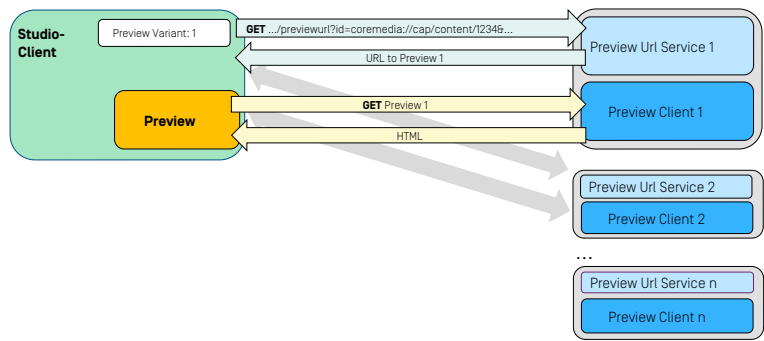 Studio-
Client
Preview Variant: 1
GET .../previewurl?id=coremedia://cap/content/1234&...
URL to Preview 1
Preview Url Service 1
Preview
GET Preview 1
HTML
Preview Client 1
Preview Url Service 2
Preview Client 2
...
Preview Url Service n
Preview Client n